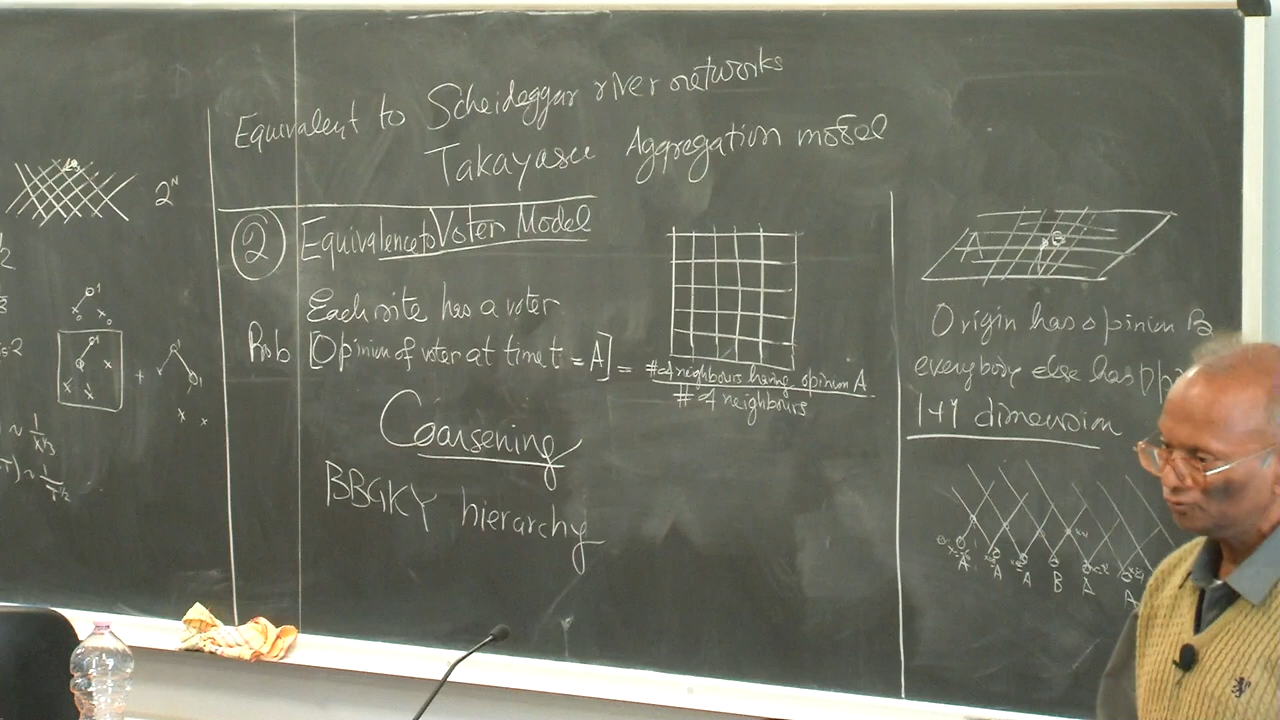 Equivalent to Scheideggar river networks
Takayasu Aggregation model
2^N
② Equivalence to Voter Model
Each site has a voter
Prob [Opinion of voter at time t = A] = # of neighbours having opinion A
# of neighbours
Coarsening
BBGKY hierarchy
A
Origin has opinion B
everybody else has
1+1 dimension
A A A B A A